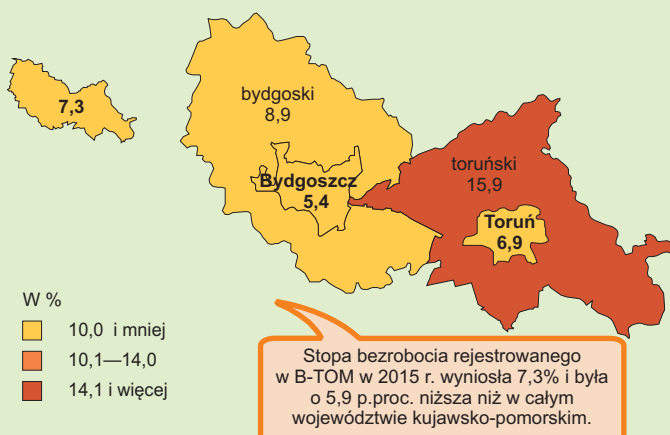 7,3
bydgoski
8,9
Bydgoszcz
5,4
toruński
15,9
Toruń
6,9
W %
10,0 i mniej
10,1—14,0
14,1 i więcej
Stopa bezrobocia rejestrowanego
w B-TOM w 2015 r. wyniosła 7,3% i była
o 5,9 p.proc. niższa niż w całym
województwie kujawsko-pomorskim.